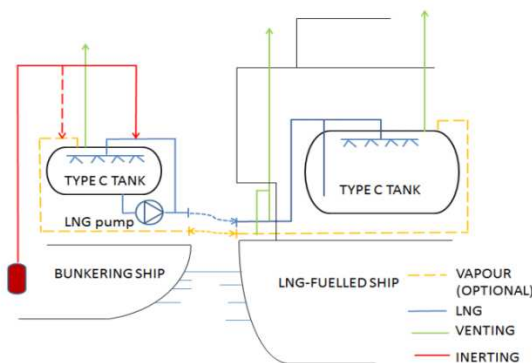 TYPE C TANK
LNG pump
BUNKERING SHIP
TYPE C TANK
LNG-FUELLED SHIP
VAPOUR
(OPTIONAL)
LNG
VENTING
INERTING